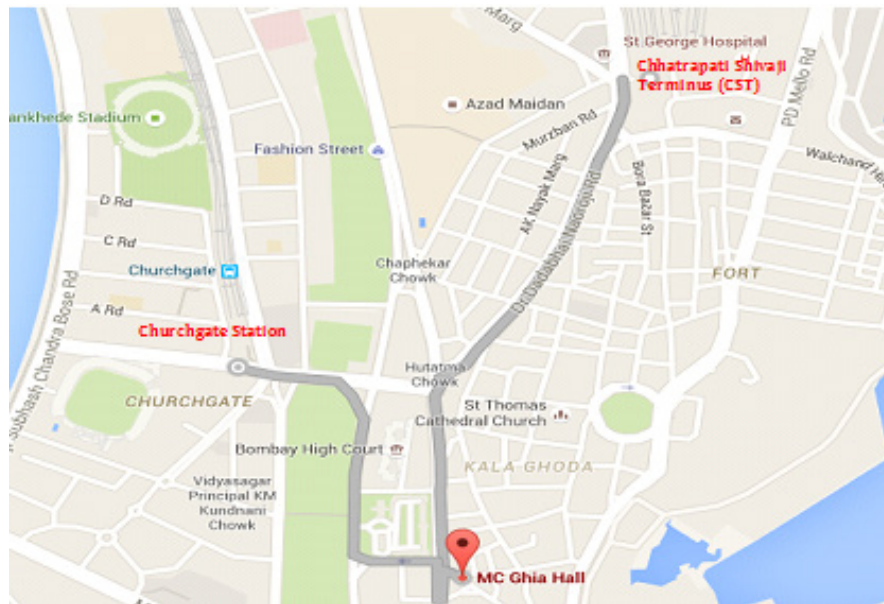 Marg
St.George Hospital
Chhatrapati Shivaji
Terminus (CST)
PD Mello Rd
ankhede Stadium
Azad Maidan
Murzban Rd
Walchand H
Fashion Street
AK Nayak Marg
Bora Bazar St
D Rd
C Rd
Churchgate
Chaphekar
Chowk
Dr Dadabhai Naoroji Rd
FORT
A Rd
Churchgate Station
Subhash Chandra Bose Rd
Hutatma
Chowk
CHURCHGATE
St Thomas
Cathedral Church
Bombay High Court
KALA GHODA
Vidyasagar
Principal KM
Kundnani
Chowk
MC Ghia Hall